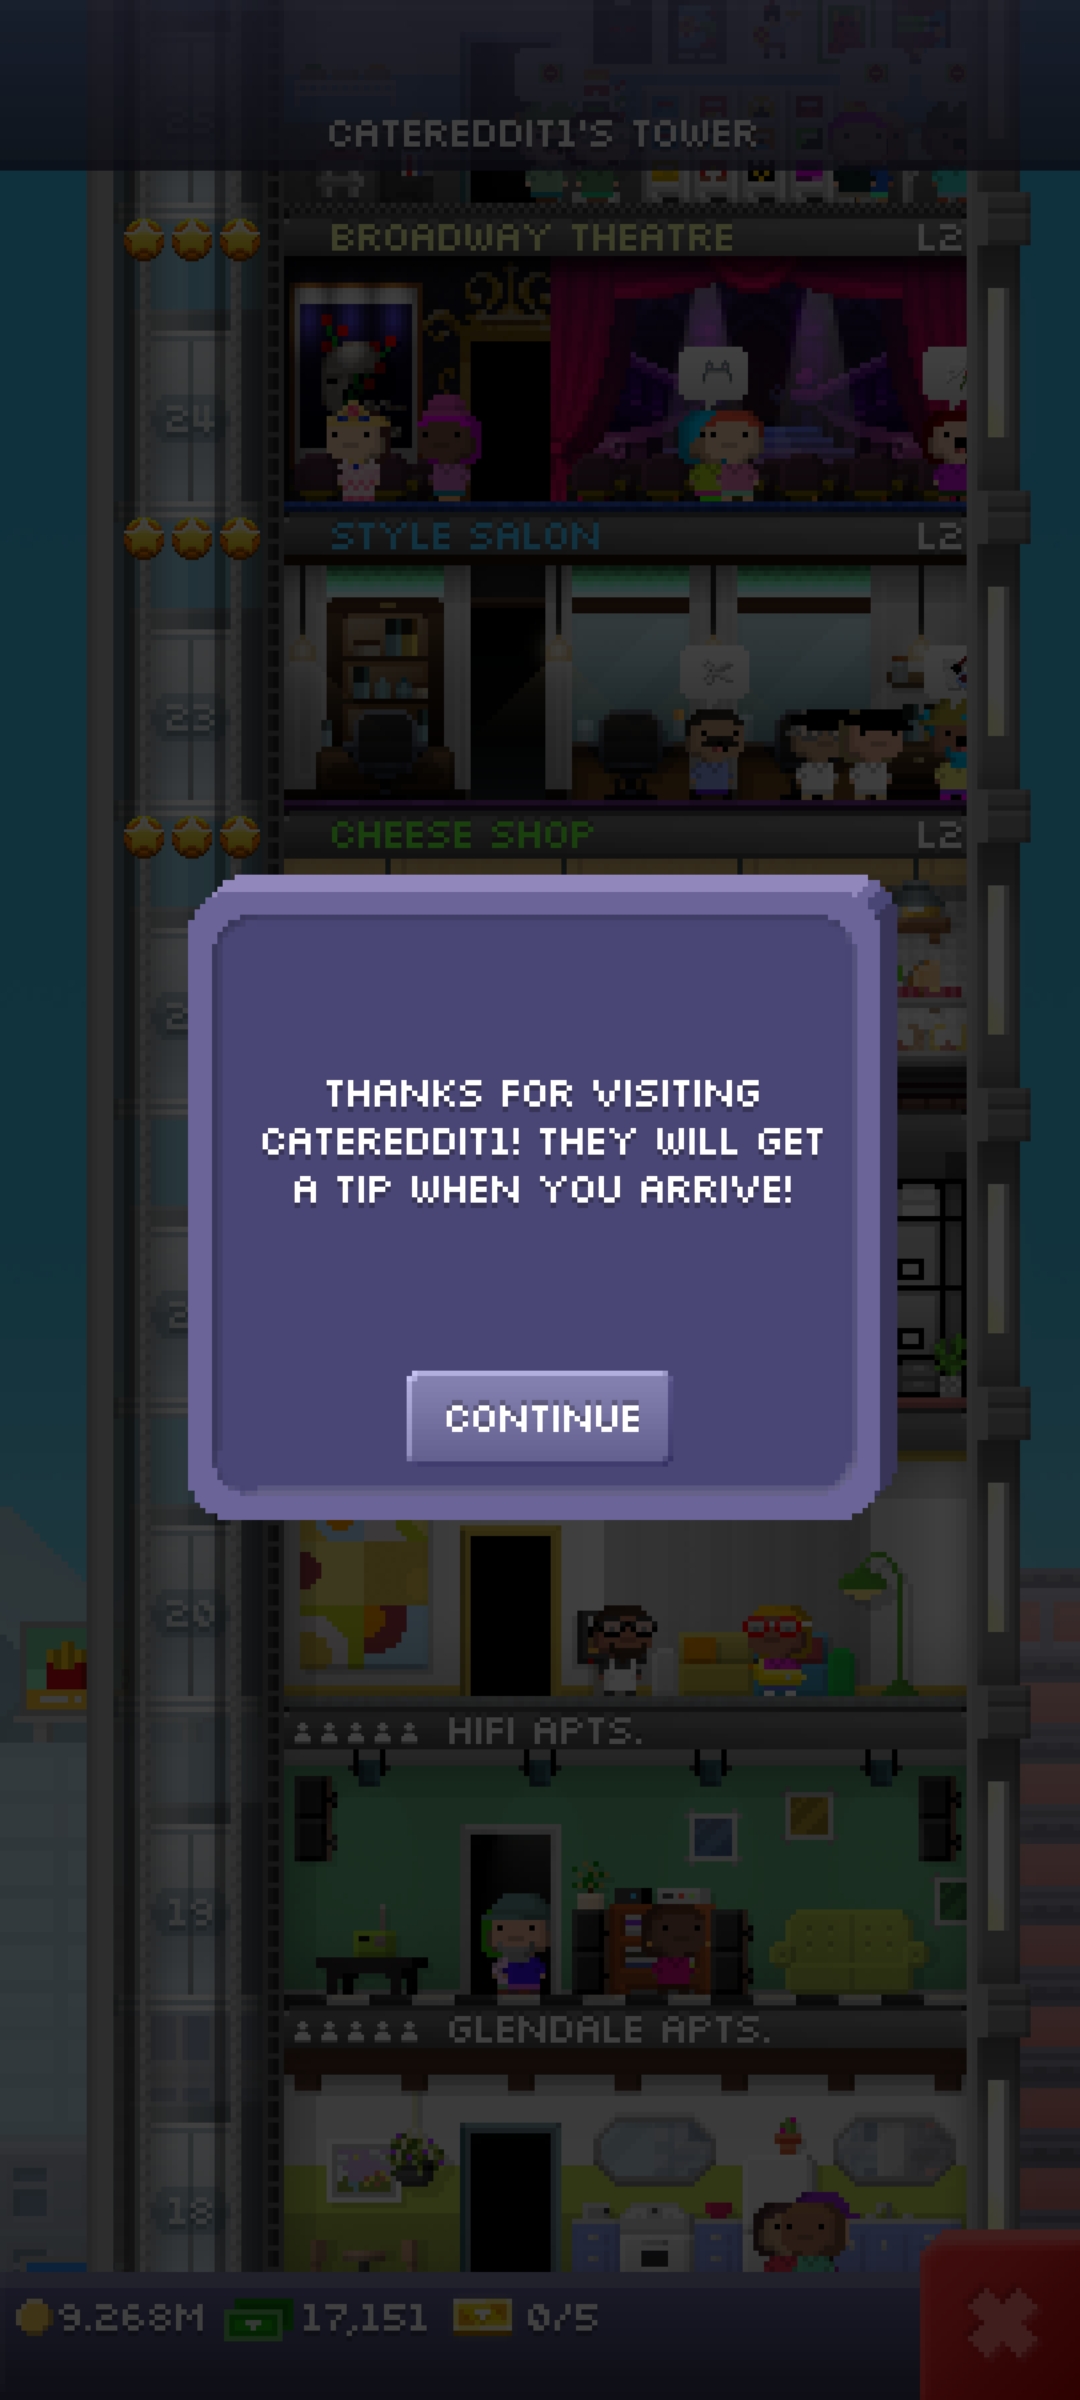 25
CATEREDDIT1'S TOWER
BROADWAY THEATRE L2
24
STYLE SALON L2
23
CHEESE SHOP L2
THANKS FOR VISITING
CATEREDDIT1! THEY WILL GET
A TIP WHEN YOU ARRIVE!
CONTINUE
20
HIFI APTS.
19
GLENDALE APTS.
18
9.268M 17,151 0/5